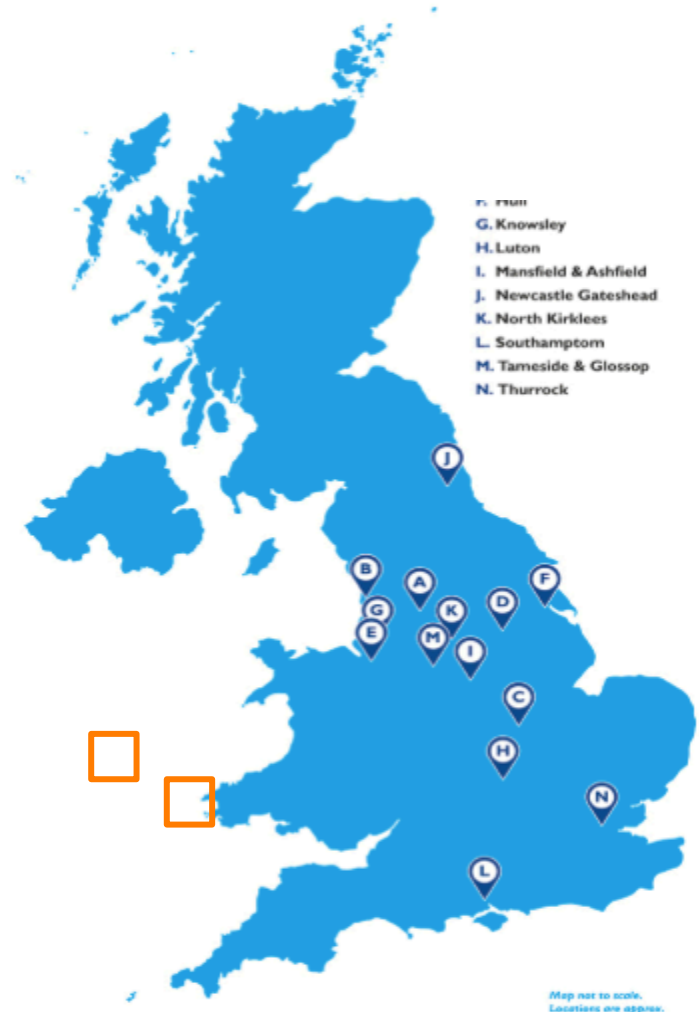 F. Hull
G. Knowsley
H. Luton
I. Mansfield & Ashfield
J. Newcastle Gateshead
K. North Kirklees
L. Southamptom
M. Tameside & Glossop
N. Thurrock
J
B
A
F
G
K
D
E
M
I
C
H
N
L
Map not to scale.
Locations are approx.